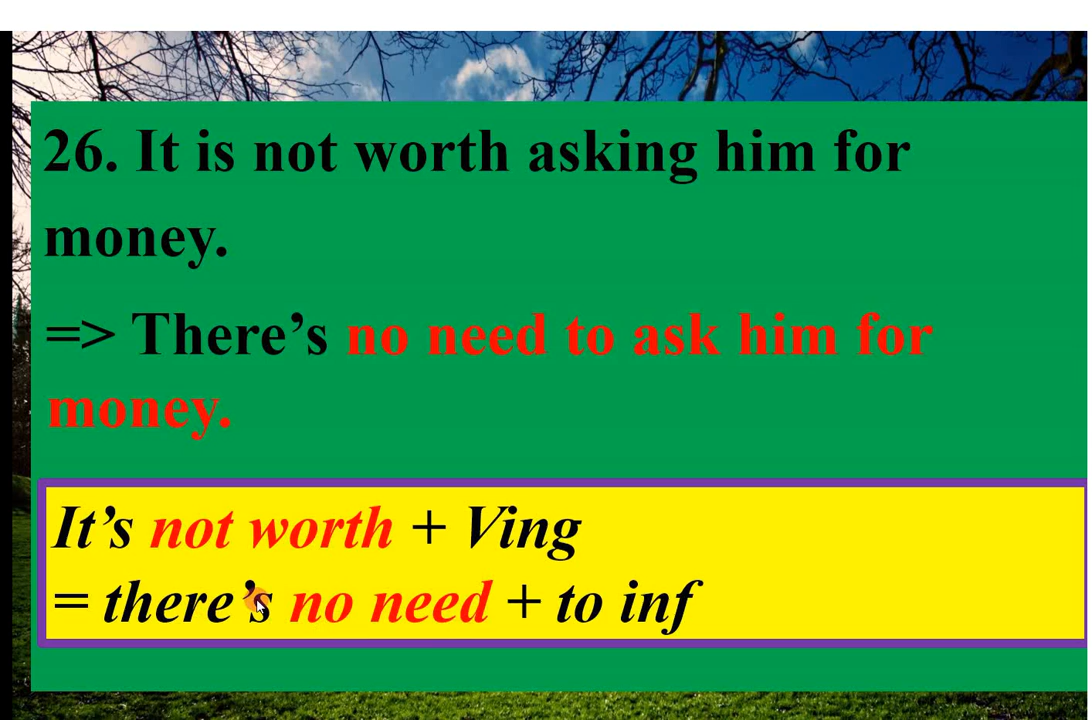 26. It is not worth asking him for
money.
=> There’s no need to ask him for
money.
It’s not worth + Ving
= there’s no need + to inf